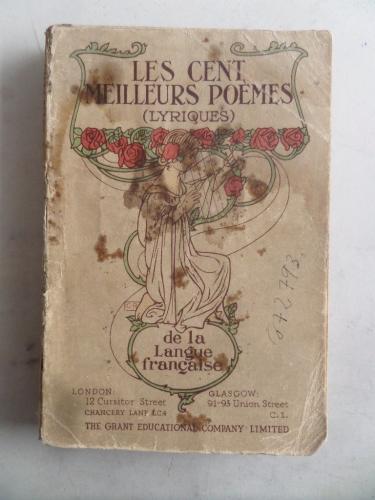 LES CENT
MEILLEURS POÈMES
(LYRIQUES)
de la
Langue
française
LONDON:
12 Cursitor Street
CHANCERY LANE E.C.4
GLASGOW:
91-93 Union Street
C. 1.
THE GRANT EDUCATIONAL COMPANY LIMITED
672793